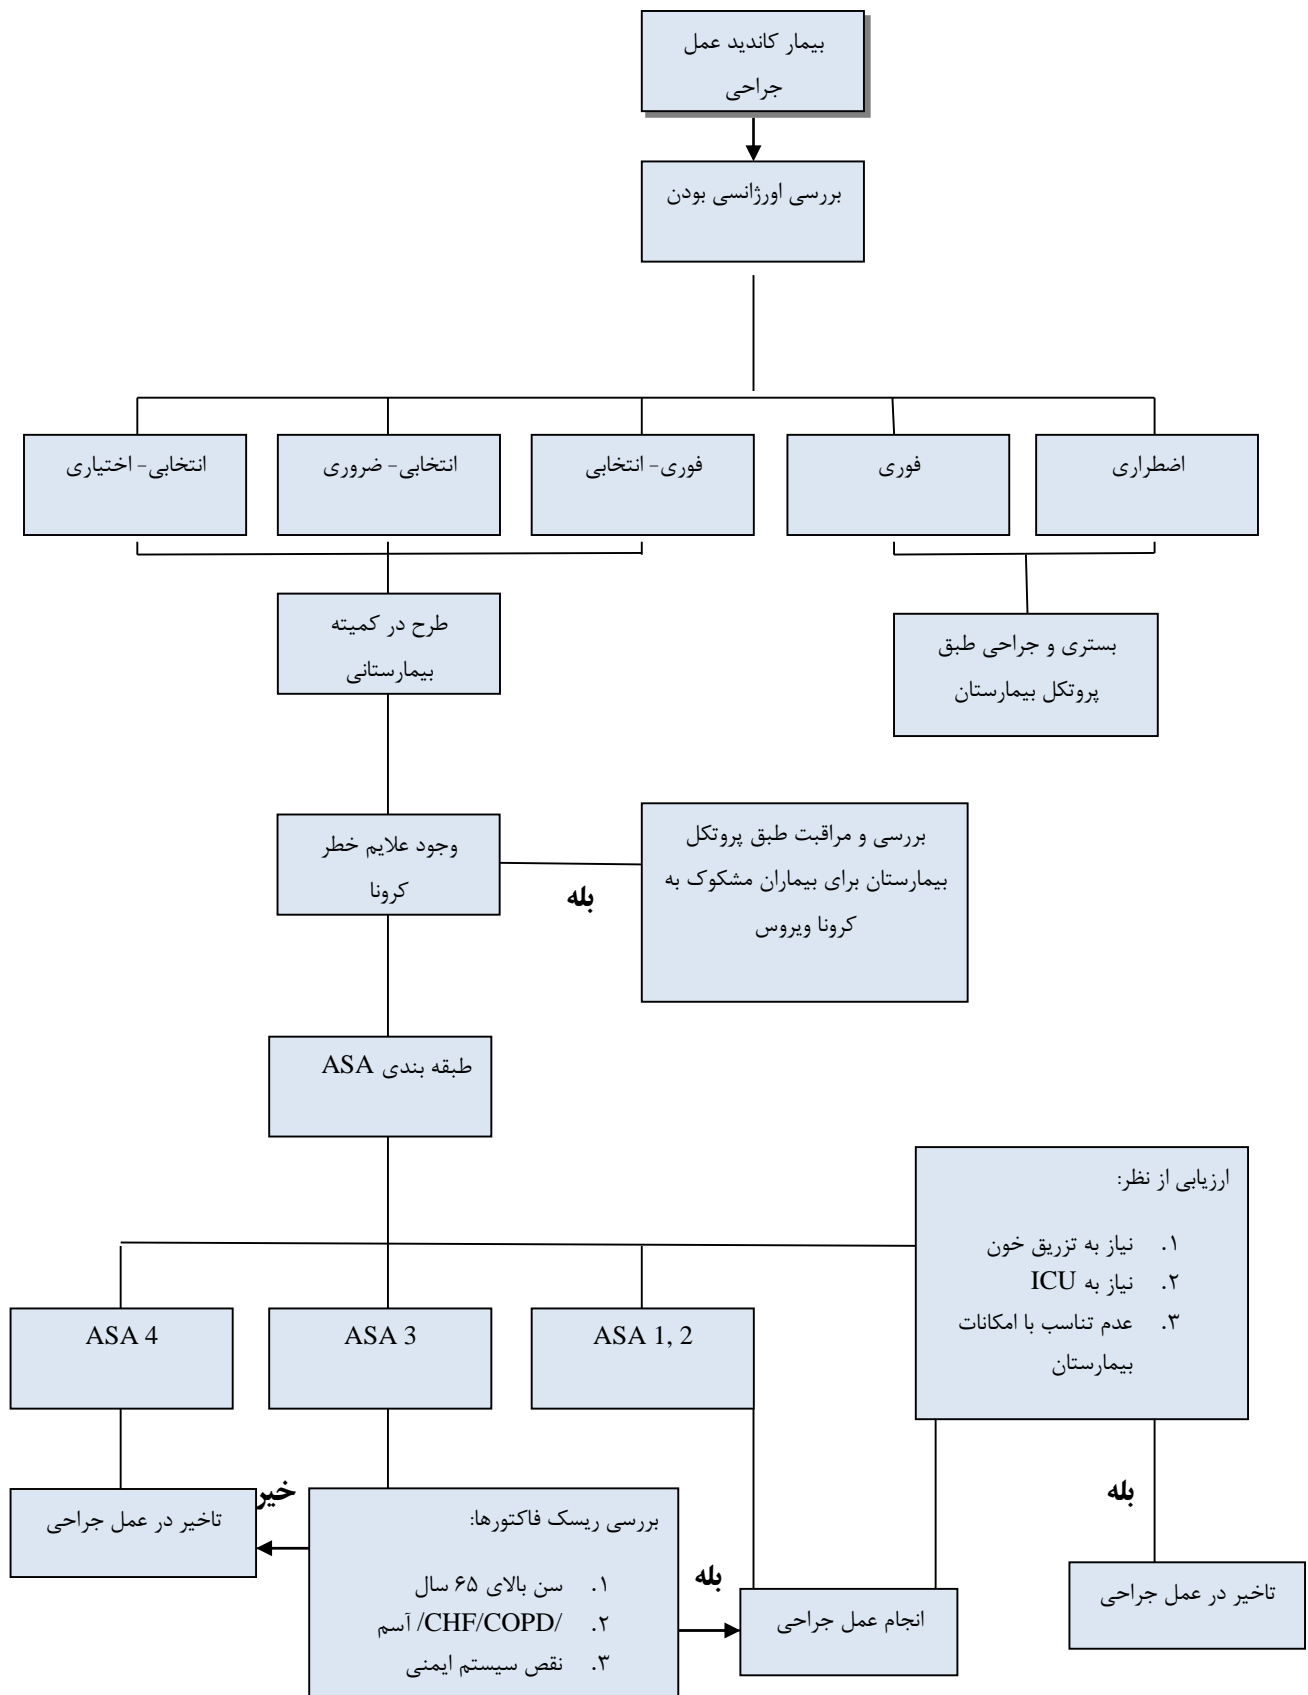 بیمار کاندید عمل
جراحی
بررسی اورژانسی بودن
اضطراری
فوری
فوری- انتخابی
انتخابی- ضروری
انتخابی- اختیاری
بستری و جراحی طبق
پروتکل بیمارستان
طرح در کمیته
بیمارستانی
وجود علایم خطر
کرونا
بله
بررسی و مراقبت طبق پروتکل
بیمارستان برای بیماران مشکوک به
کرونا ویروس
طبقه بندی ASA
ارزیابی از نظر:
۱. نیاز به تزریق خون
۲. نیاز به ICU
۳. عدم تناسب با امکانات
بیمارستان
ASA 1, 2
ASA 3
ASA 4
بله
تاخیر در عمل جراحی
انجام عمل جراحی
بله
بررسی ریسک فاکتورها:
۱. سن بالای ۶۵ سال
۲. /CHF/COPD/ آسم
۳. نقص سیستم ایمنی
خیر
تاخیر در عمل جراحی